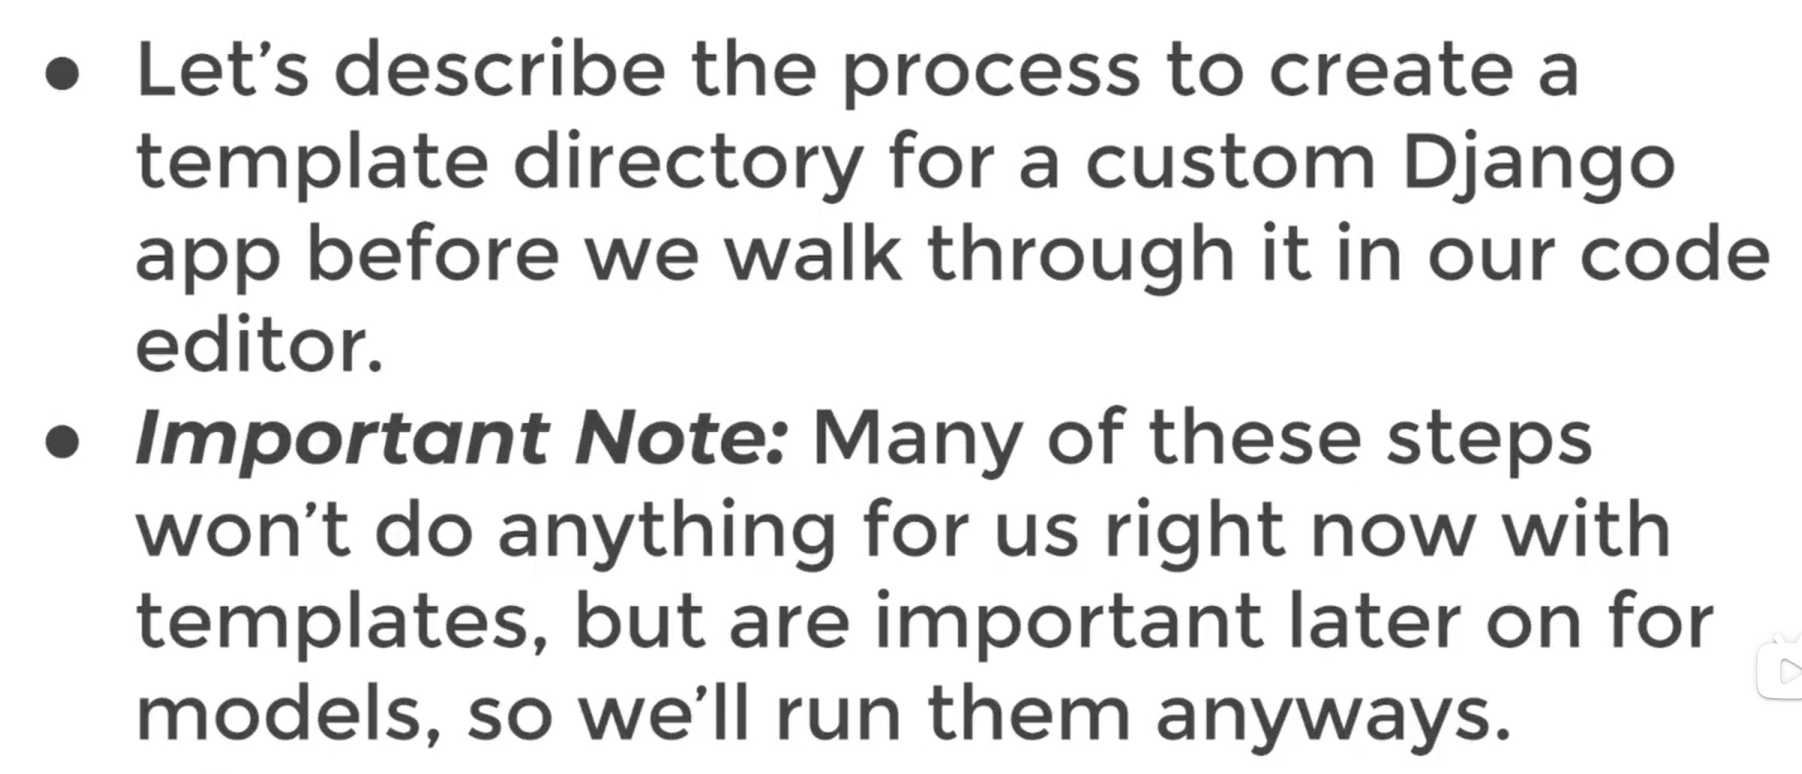 ● Let’s describe the process to create a
template directory for a custom Django
app before we walk through it in our code
editor.
● Important Note: Many of these steps
won’t do anything for us right now with
templates, but are important later on for
models, so we’ll run them anyways.